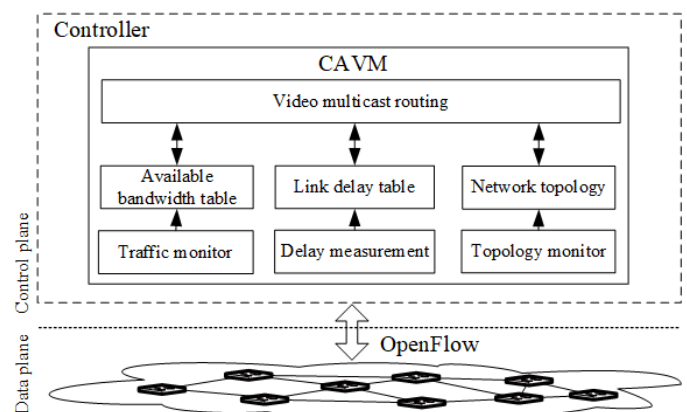 Controller
CAVM
Video multicast routing
Available
bandwidth table
Link delay table
Network topology
Traffic monitor
Delay measurement
Topology monitor
Control plane
OpenFlow
Data plane